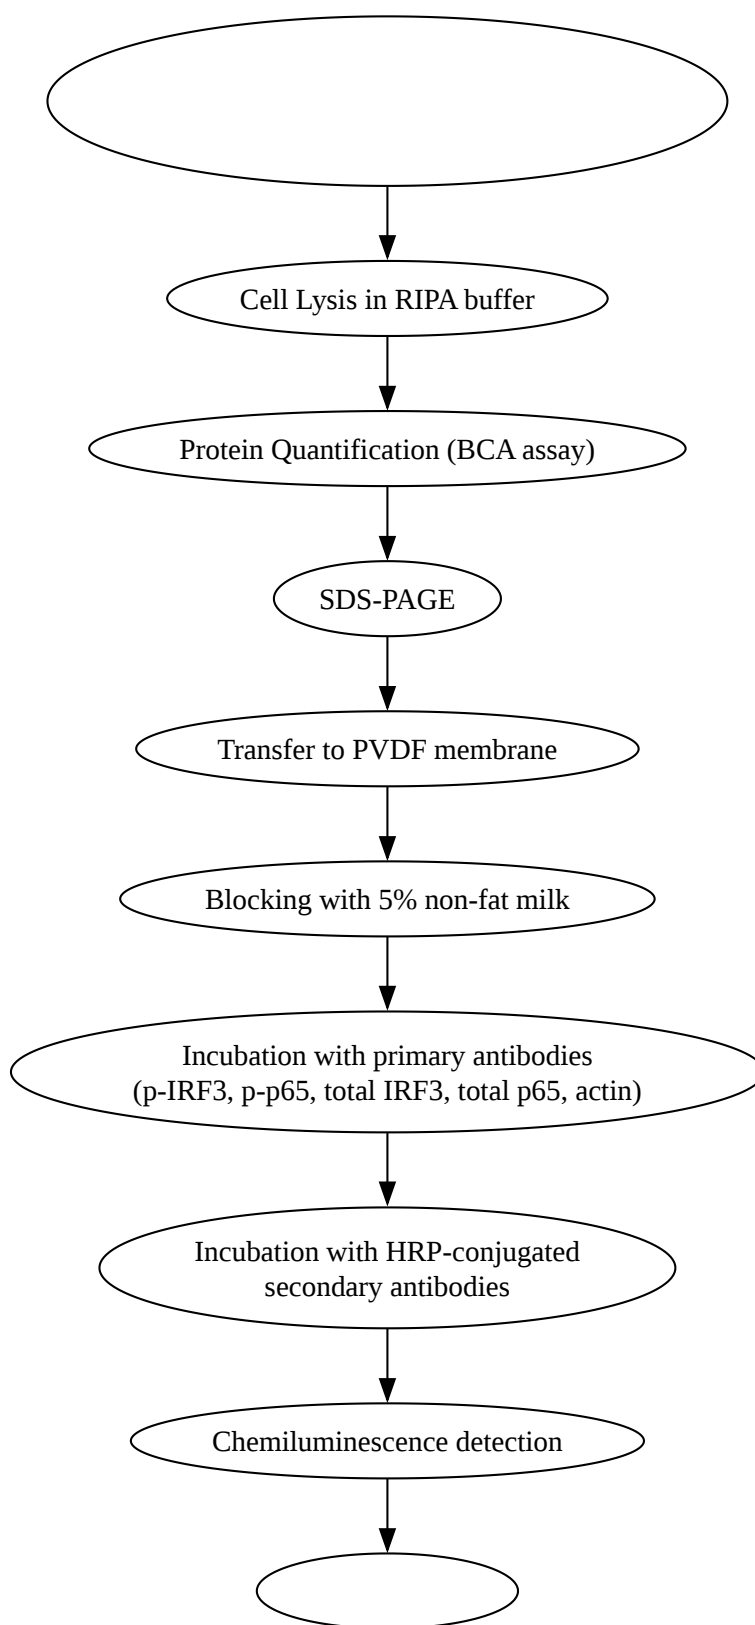 Cell Lysis in RIPA buffer
Protein Quantification (BCA assay)
SDS-PAGE
Transfer to PVDF membrane
Blocking with 5% non-fat milk
Incubation with primary antibodies
(p-IRF3, p-p65, total IRF3, total p65, actin)
Incubation with HRP-conjugated
secondary antibodies
Chemiluminescence detection